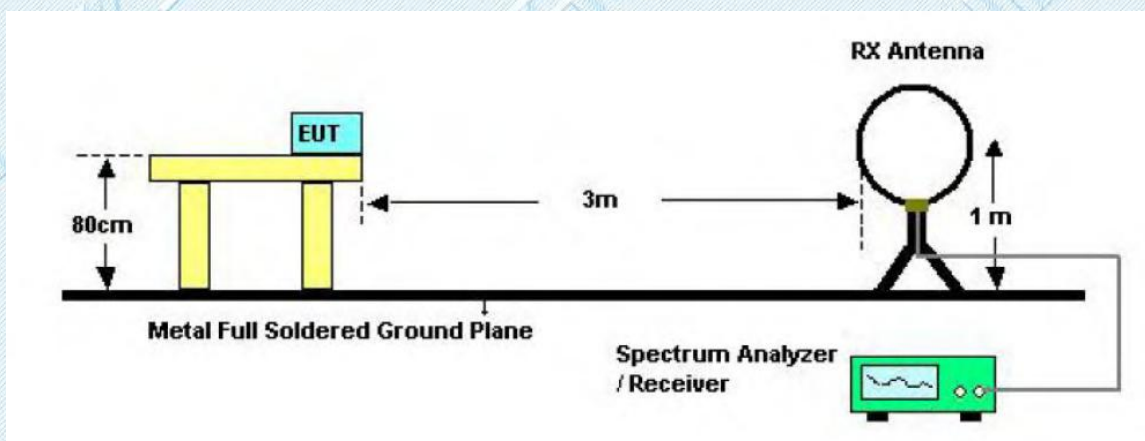 RX Antenna
EUT
3m
80cm
1 m
Metal Full Soldered Ground Plane
Spectrum Analyzer
/ Receiver